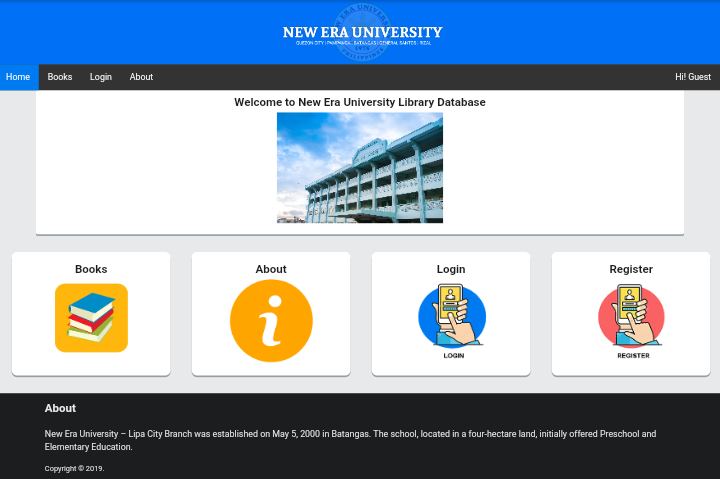 NEW ERA UNIVERSITY
QUEZON CITY | PAMPANGA | BATANGAS | GENERAL SANTOS | RIZAL
Home Books Login About Hi! Guest
Welcome to New Era University Library Database
Books About Login Register
LOGIN REGISTER
About
New Era University – Lipa City Branch was established on May 5, 2000 in Batangas. The school, located in a four-hectare land, initially offered Preschool and
Elementary Education.
Copyright © 2019.